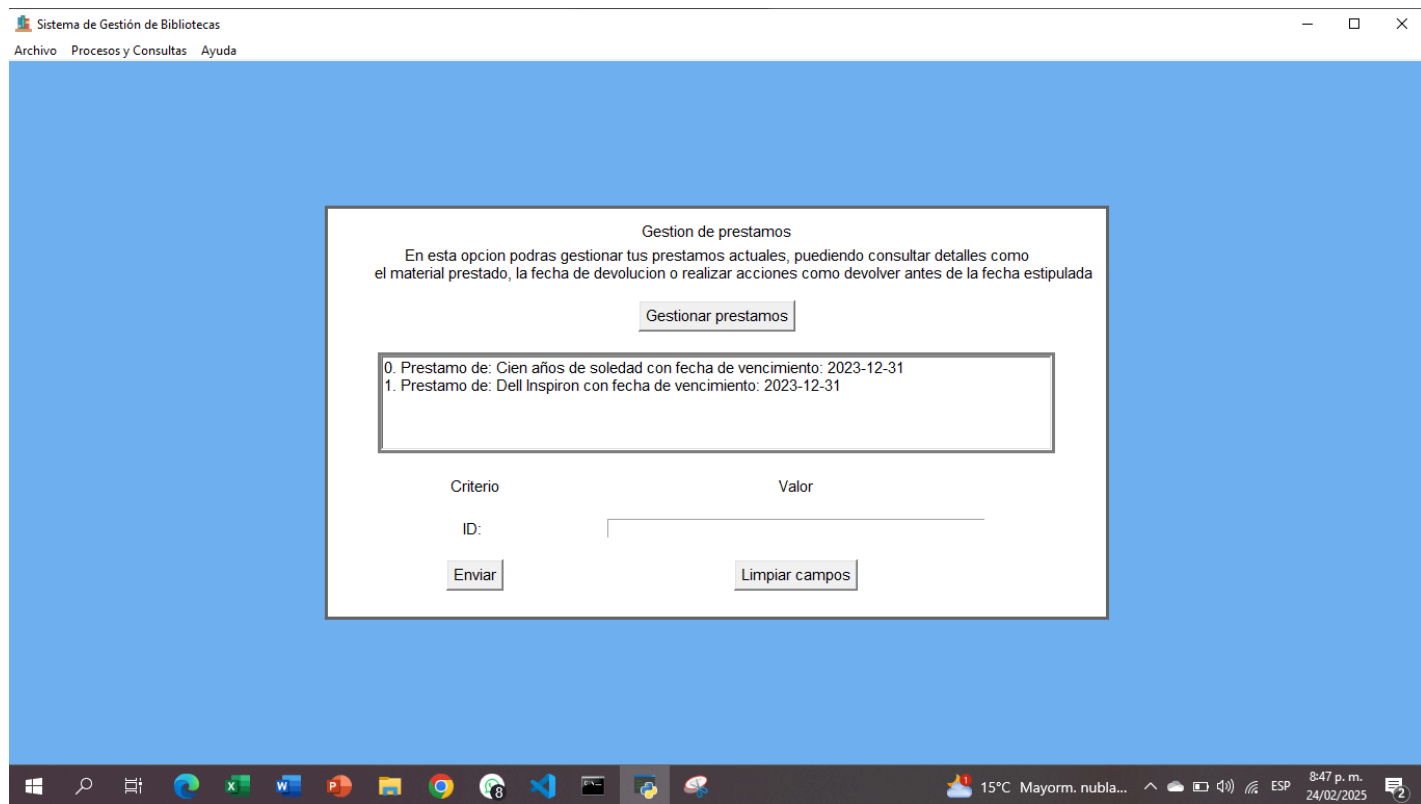 Sistema de Gestión de Bibliotecas
Archivo Procesos y Consultas Ayuda
Gestion de prestamos
En esta opcion podras gestionar tus prestamos actuales, puediendo consultar detalles como
el material prestado, la fecha de devolucion o realizar acciones como devolver antes de la fecha estipulada
Gestionar prestamos
0. Prestamo de: Cien años de soledad con fecha de vencimiento: 2023-12-31
1. Prestamo de: Dell Inspiron con fecha de vencimiento: 2023-12-31
Criterio Valor
ID:
Enviar Limpiar campos
8 1 15°C Mayorm. nubla... ESP 8:47 p. m.
24/02/2025 2